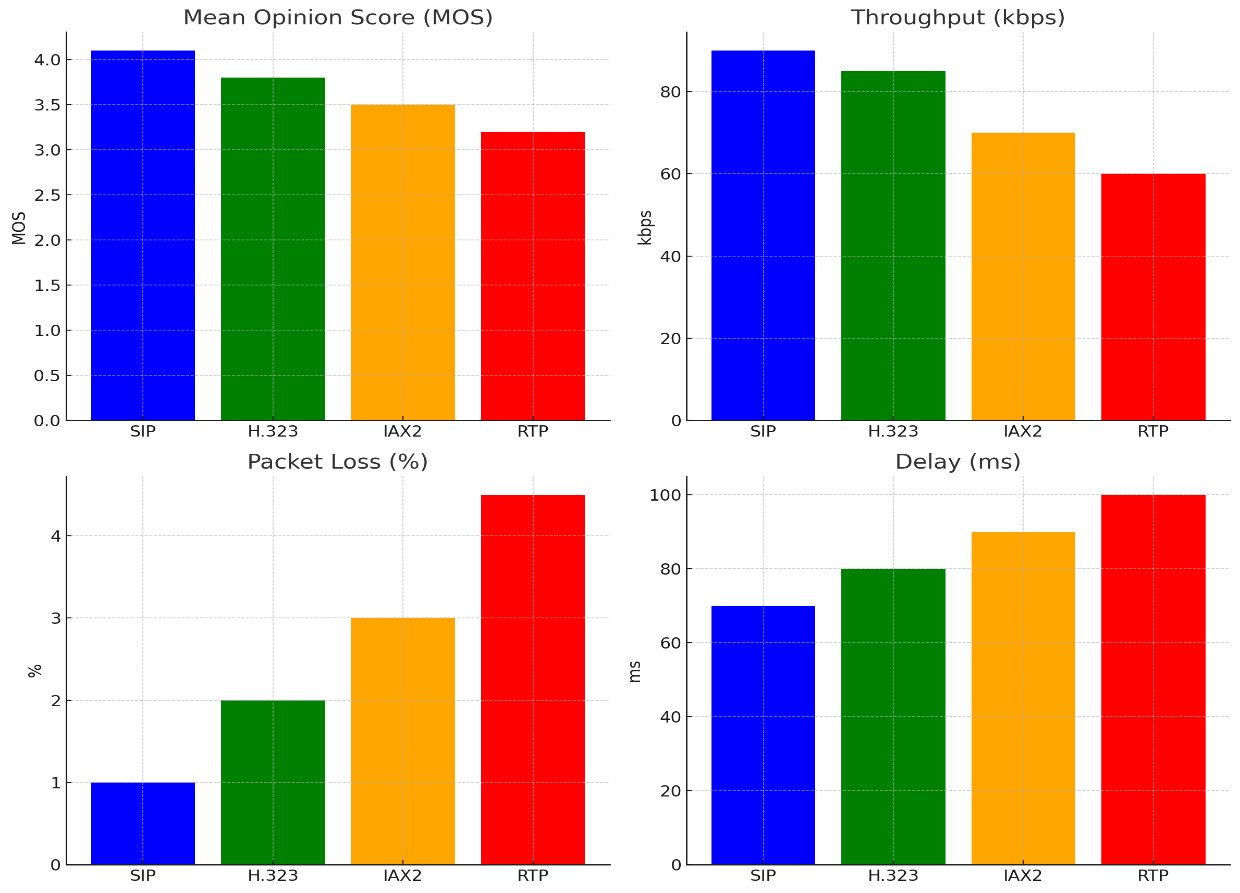 Mean Opinion Score (MOS)
MOS
4.0
3.5
3.0
2.5
2.0
1.5
1.0
0.5
0.0
SIP H.323 IAX2 RTP
Throughput (kbps)
kbps
80
60
40
20
0
SIP H.323 IAX2 RTP
Packet Loss (%)
%
4
3
2
1
0
SIP H.323 IAX2 RTP
Delay (ms)
ms
100
80
60
40
20
0
SIP H.323 IAX2 RTP